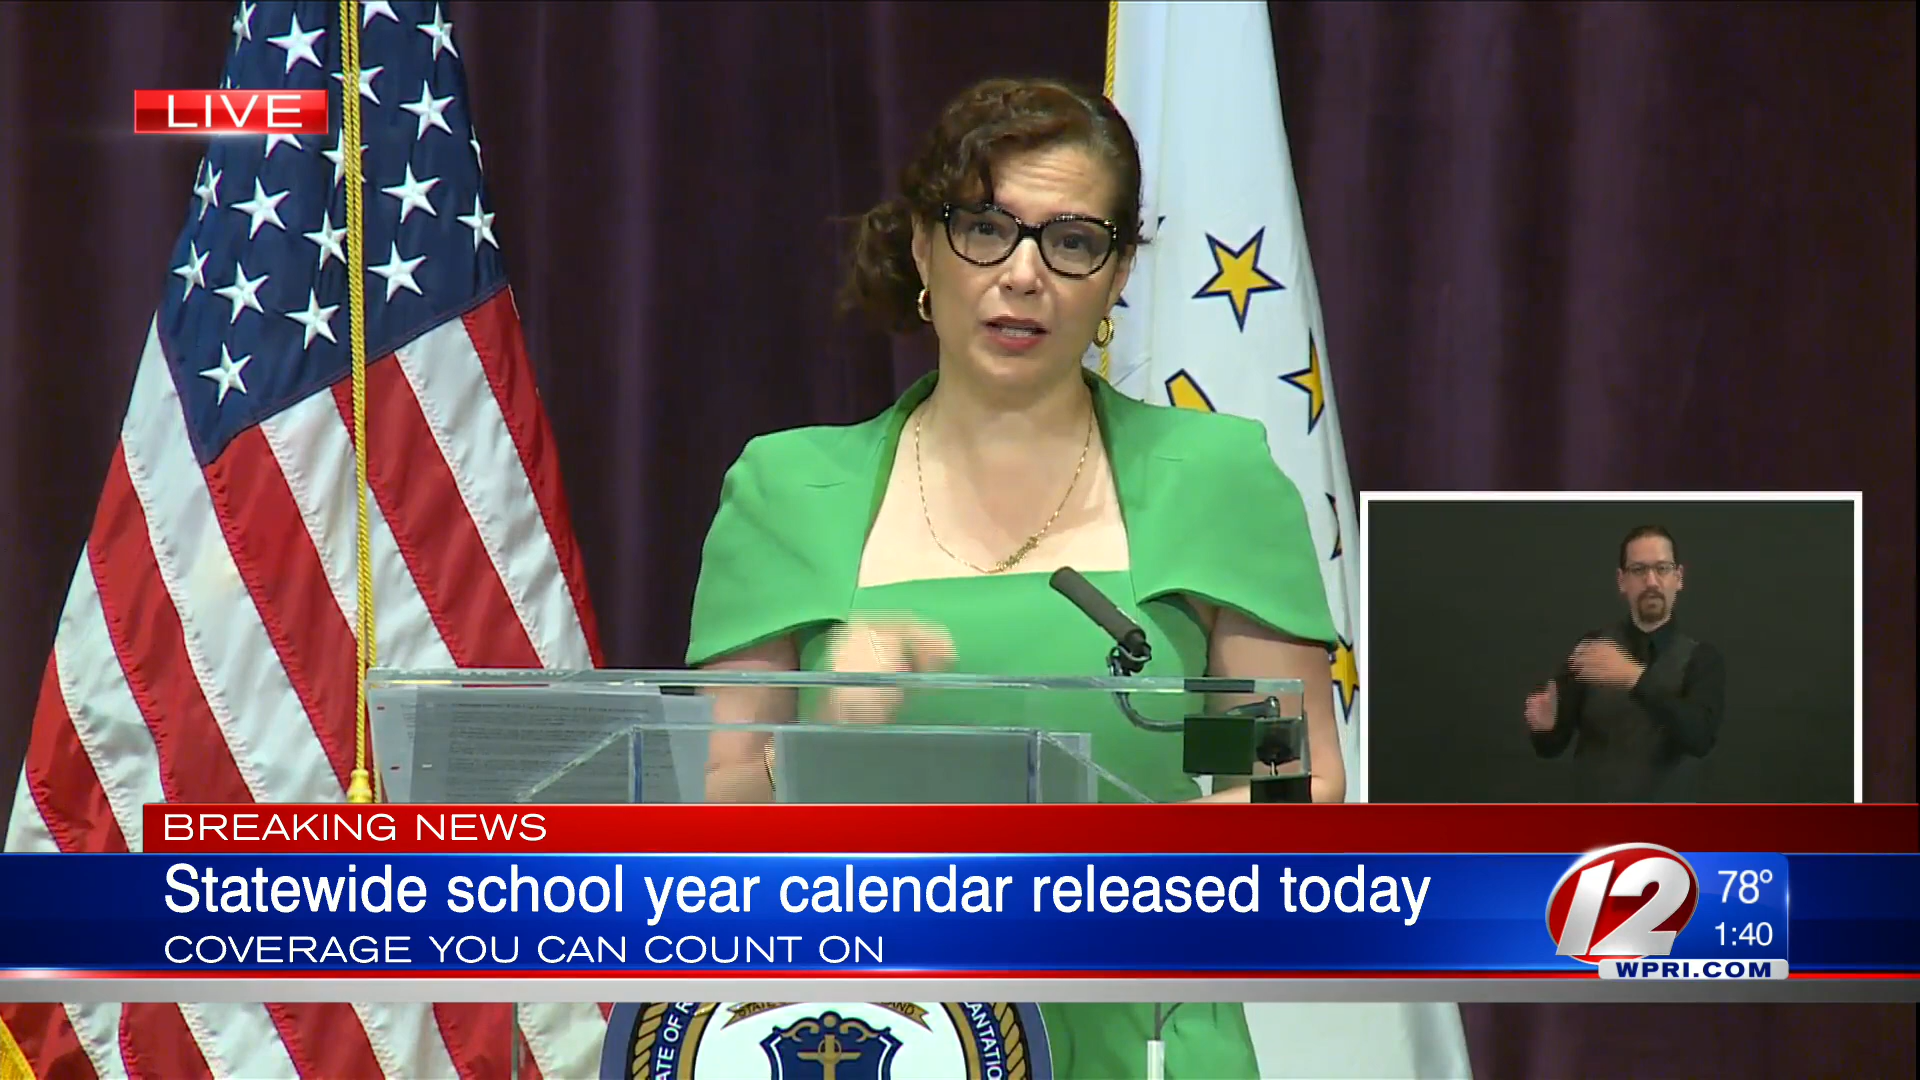 LIVE
BREAKING NEWS
Statewide school year calendar released today
COVERAGE YOU CAN COUNT ON
12
78°
1:40
WPRI.COM